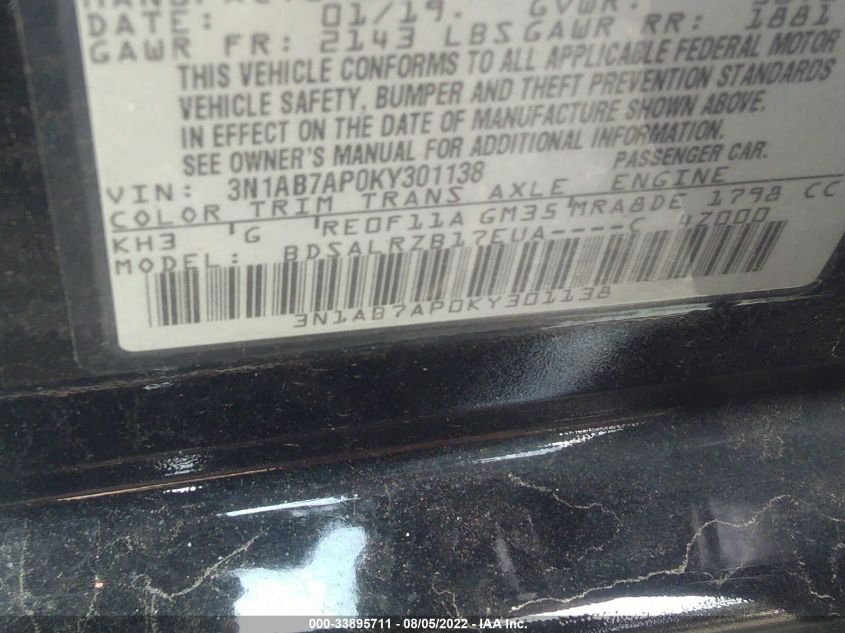 DATE: 01/19. GVWR:
GAWR FR: 2143 LBS GAWR RR: 1881
THIS VEHICLE CONFORMS TO ALL APPLICABLE FEDERAL MOTOR
VEHICLE SAFETY, BUMPER AND THEFT PREVENTION STANDARDS
IN EFFECT ON THE DATE OF MANUFACTURE SHOWN ABOVE.
SEE OWNER'S MANUAL FOR ADDITIONAL INFORMATION.
VIN: 3N1AB7AP0KY301138 PASSENGER CAR.
COLOR TRIM TRANS AXLE ENGINE
KH3 G RE0F11A GM35 MRA8DE 1798 CC
MODEL: BDSALRZB17EUA----C 47000
3N1AB7AP0KY301138
000-33895711 - 08/05/2022 - IAA Inc.